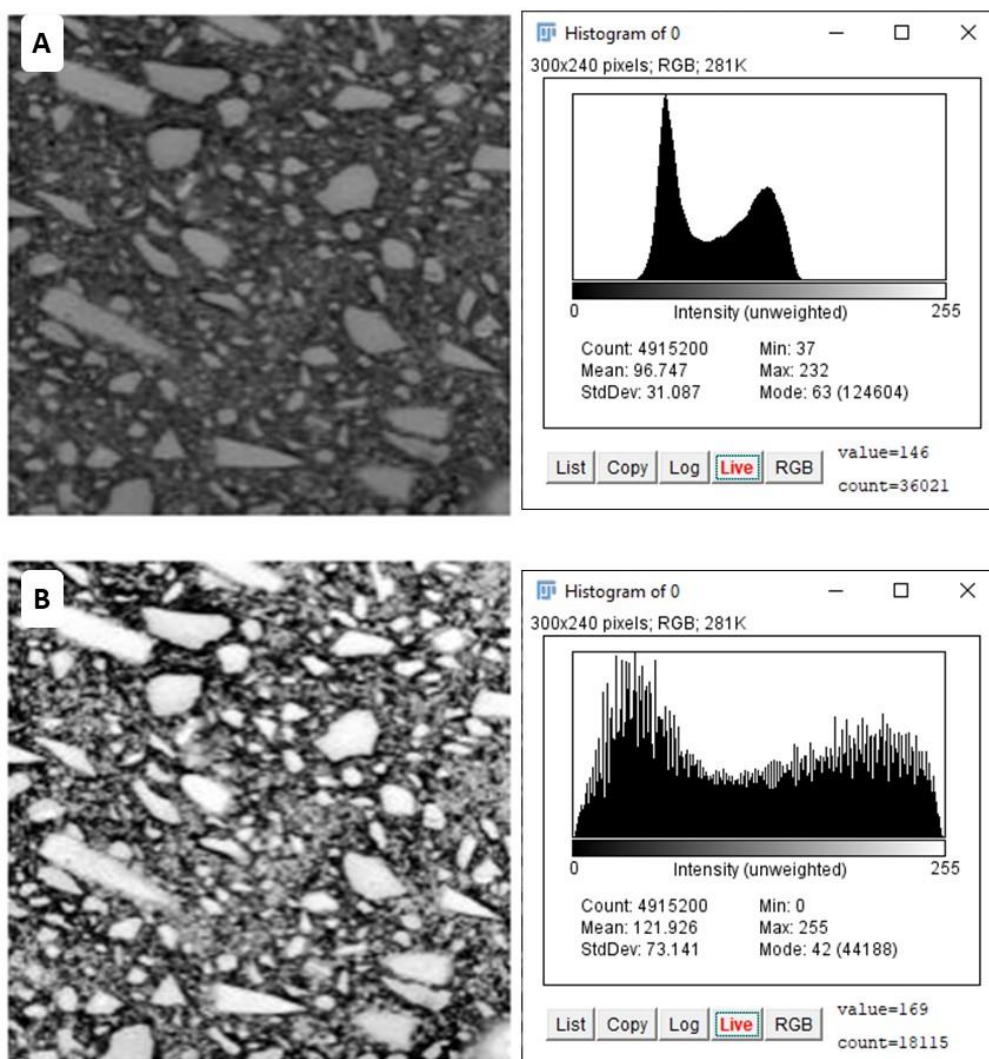 A
Histogram of 0
300x240 pixels; RGB; 281K
0
Intensity (unweighted)
255
Count: 4915200
Min: 37
Mean: 96.747
Max: 232
StdDev: 31.087
Mode: 63 (124604)
List
Copy
Log
Live
RGB
value=146
count=36021
B
Histogram of 0
300x240 pixels; RGB; 281K
0
Intensity (unweighted)
255
Count: 4915200
Min: 0
Mean: 121.926
Max: 255
StdDev: 73.141
Mode: 42 (44188)
List
Copy
Log
Live
RGB
value=169
count=18115